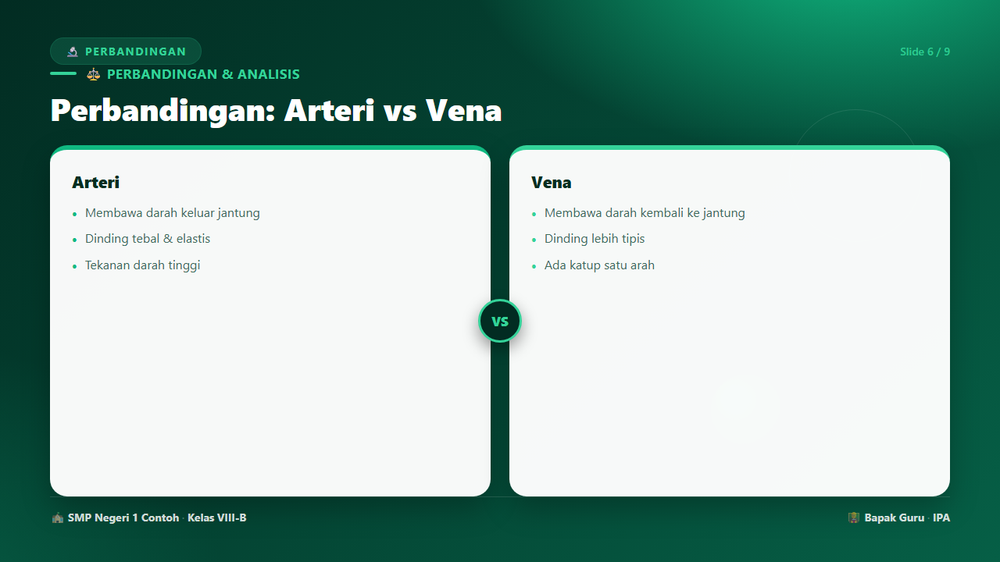 PERBANDINGAN
Slide 6 / 9
PERBANDINGAN & ANALISIS
Perbandingan: Arteri vs Vena
Arteri
• Membawa darah keluar jantung
• Dinding tebal & elastis
• Tekanan darah tinggi
VS
Vena
• Membawa darah kembali ke jantung
• Dinding lebih tipis
• Ada katup satu arah
SMP Negeri 1 Contoh · Kelas VIII-B
Bapak Guru · IPA